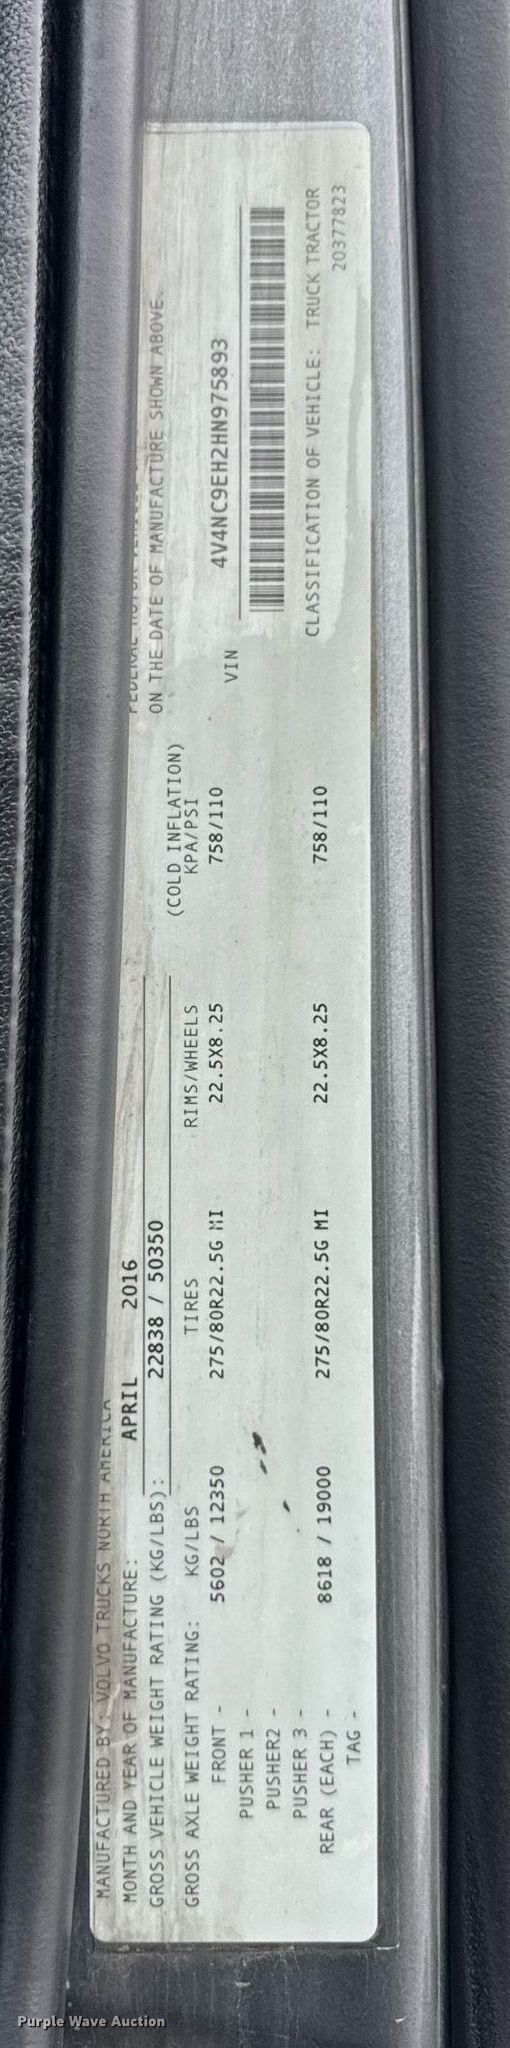 MANUFACTURED BY: VOLVO TRUCKS NORTH AMERICA
MONTH AND YEAR OF MANUFACTURE: APRIL 2016
GROSS VEHICLE WEIGHT RATING (KG/LBS): 22838 / 50350
GROSS AXLE WEIGHT RATING: KG/LBS TIRES RIMS/WHEELS (COLD INFLATION) KPA/PSI
FRONT - 5602 / 12350 275/80R22.5G MI 22.5X8.25 758/110
PUSHER 1 -
PUSHER2 -
PUSHER 3 -
REAR (EACH) - 8618 / 19000 275/80R22.5G MI 22.5X8.25 758/110
TAG -
FEDERAL MOTOR VEHICLE
ON THE DATE OF MANUFACTURE SHOWN ABOVE.
VIN 4V4NC9EH2HN975893
CLASSIFICATION OF VEHICLE: TRUCK TRACTOR
20377823
Purple Wave Auction